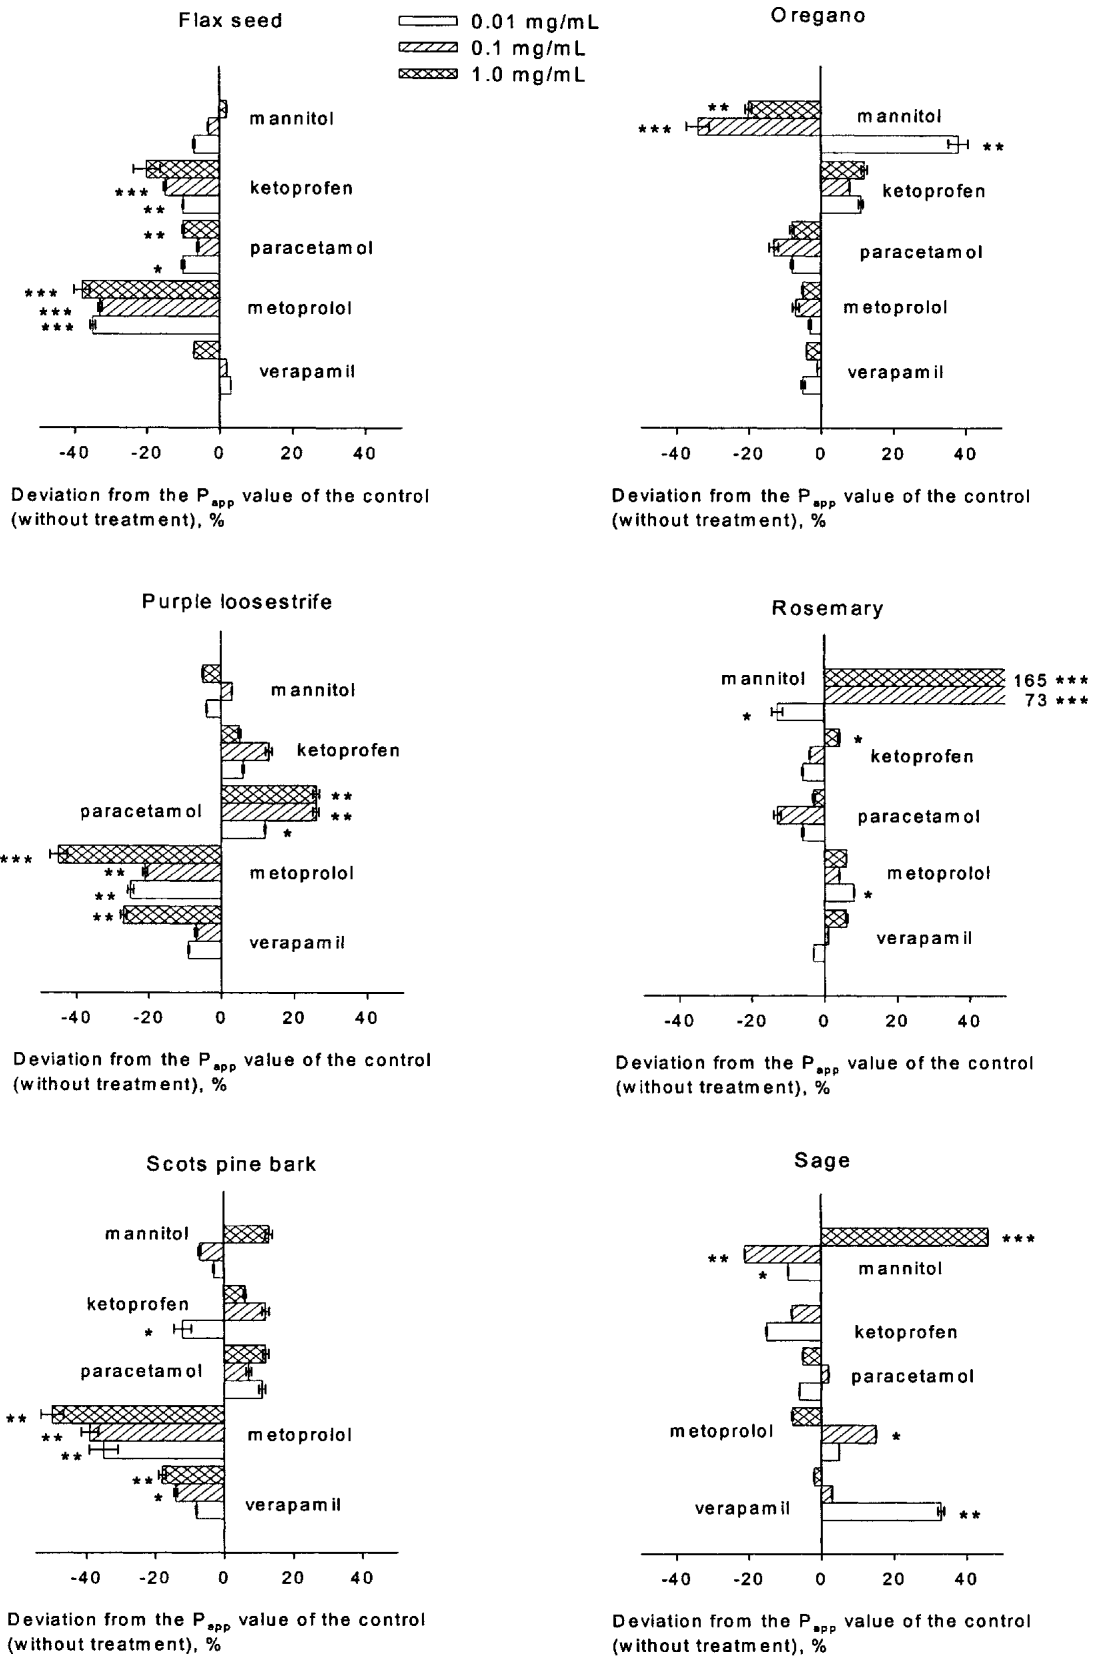 Flax seed
0.01 mg/mL
0.1 mg/mL
1.0 mg/mL
mannitol
***
ketoprofen
**
**
paracetamol
*
***
***
metoprolol
***
verapamil
-40 -20 0 20 40
Deviation from the Papp value of the control
(without treatment), %
Oregano
**
mannitol
***
**
ketoprofen
paracetamol
metoprolol
verapamil
-40 -20 0 20 40
Deviation from the Papp value of the control
(without treatment), %
Purple loosestrife
mannitol
ketoprofen
**
paracetamol
**
*
***
**
metoprolol
**
**
verapamil
-40 -20 0 20 40
Deviation from the Papp value of the control
(without treatment), %
Rosemary
mannitol
165 ***
73 ***
*
*
ketoprofen
paracetamol
metoprolol
*
verapamil
-40 -20 0 20 40
Deviation from the Papp value of the control
(without treatment), %
Scots pine bark
mannitol
ketoprofen
*
paracetamol
**
**
metoprolol
**
**
*
verapamil
-40 -20 0 20 40
Deviation from the Papp value of the control
(without treatment), %
Sage
***
**
mannitol
*
ketoprofen
paracetamol
metoprolol
*
verapamil
**
-40 -20 0 20 40
Deviation from the Papp value of the control
(without treatment), %